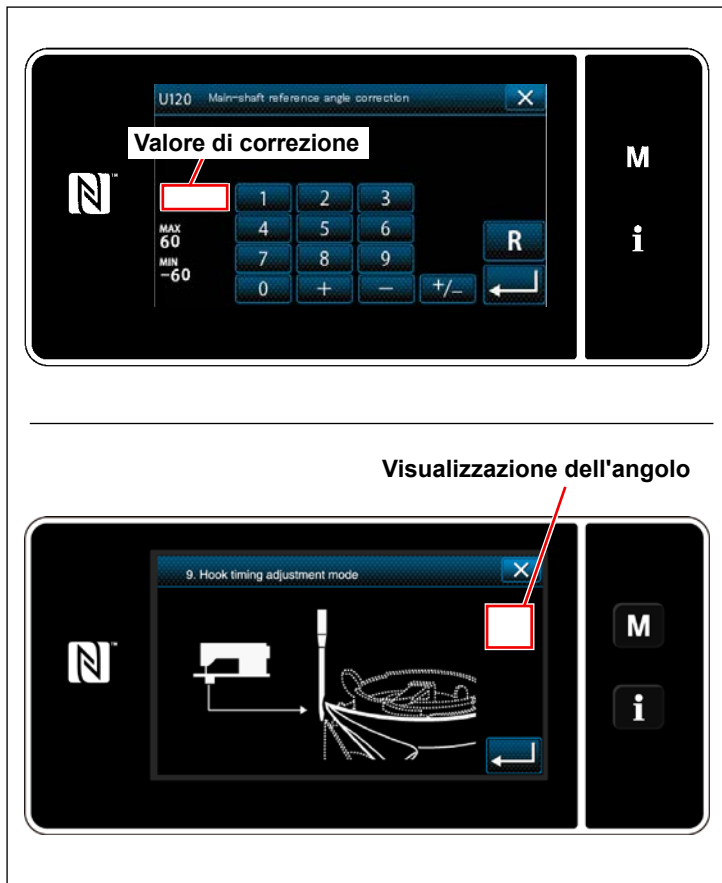 U120 Main-shaft reference angle correction
Valore di correzione
1 2 3
MAX
60
4 5 6
MIN
-60
7 8 9
R
0 + − +/−
M
i
Visualizzazione dell'angolo
9. Hook timing adjustment mode
M
i